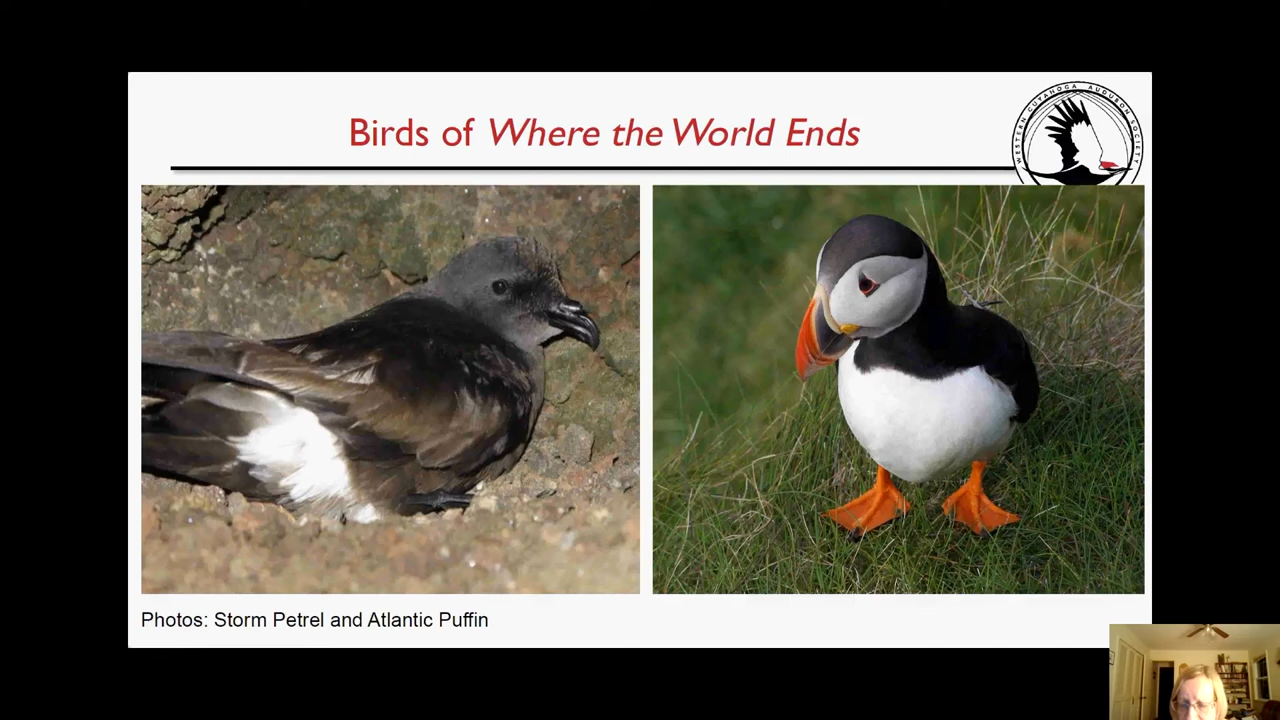 Birds of Where the World Ends
WESTERN CUYAHOGA AUDUBON SOCIETY
Photos: Storm Petrel and Atlantic Puffin